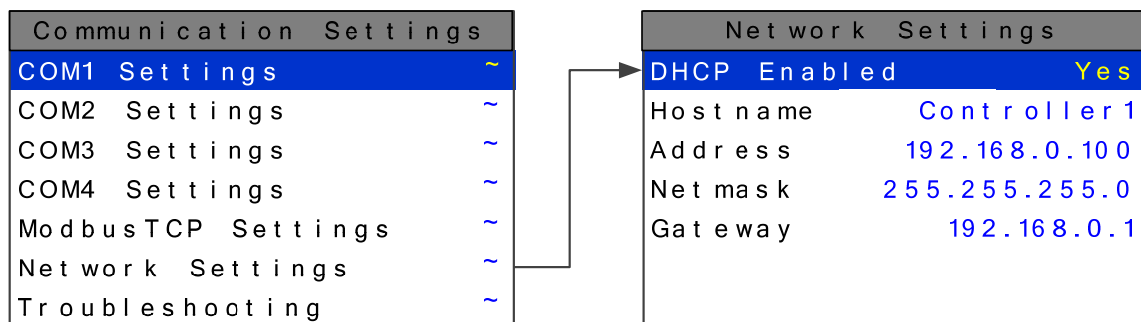 Communication Settings
COM1 Settings ~
COM2 Settings ~
COM3 Settings ~
COM4 Settings ~
ModbusTCP Settings ~
Network Settings ~
Troubleshooting ~
Network Settings
DHCP Enabled Yes
Hostname Controller1
Address 192.168.0.100
Netmask 255.255.255.0
Gateway 192.168.0.1